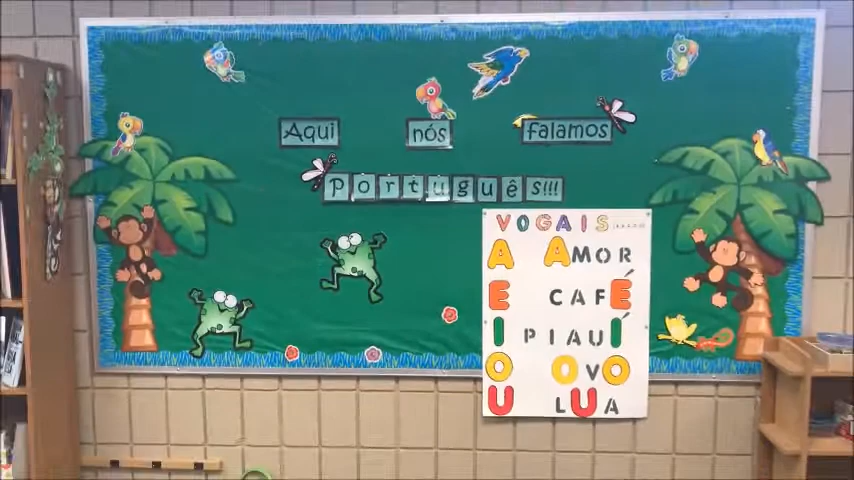 Aqui nós falamos
Português!!!
VOGAIS
A AMOR
E CAFÉ
I PIAUÍ
O OVO
U LUA